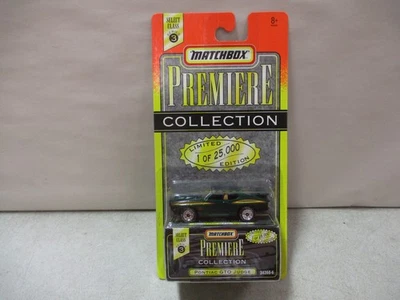 SELECT CLASS
3
8+
MATCHBOX
PREMIERE
COLLECTION
LIMITED
1 OF 25,000
EDITION
MATCHBOX
PREMIERE
COLLECTION
3
PONTIAC GTO JUDGE